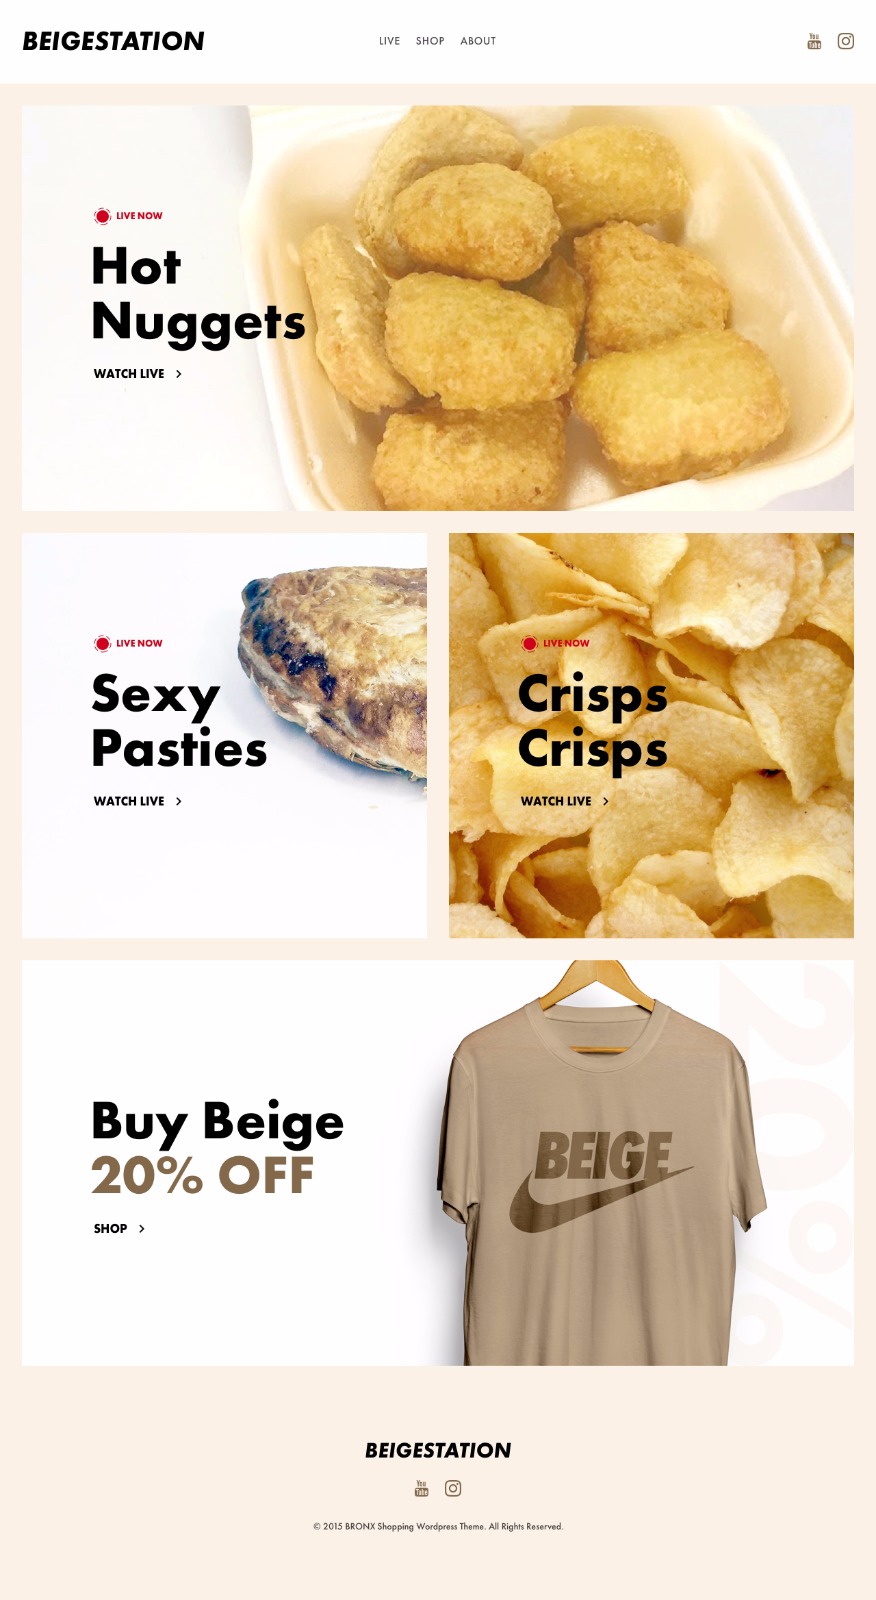 BEIGESTATION
LIVE SHOP ABOUT
You
Tube
LIVE NOW
Hot
Nuggets
WATCH LIVE
LIVE NOW
Sexy
Pasties
WATCH LIVE
LIVE NOW
Crisps
Crisps
WATCH LIVE
Buy Beige
20% OFF
SHOP
BEIGE
20%
BEIGESTATION
You
Tube
© 2015 BRONX Shopping Wordpress Theme. All Rights Reserved.